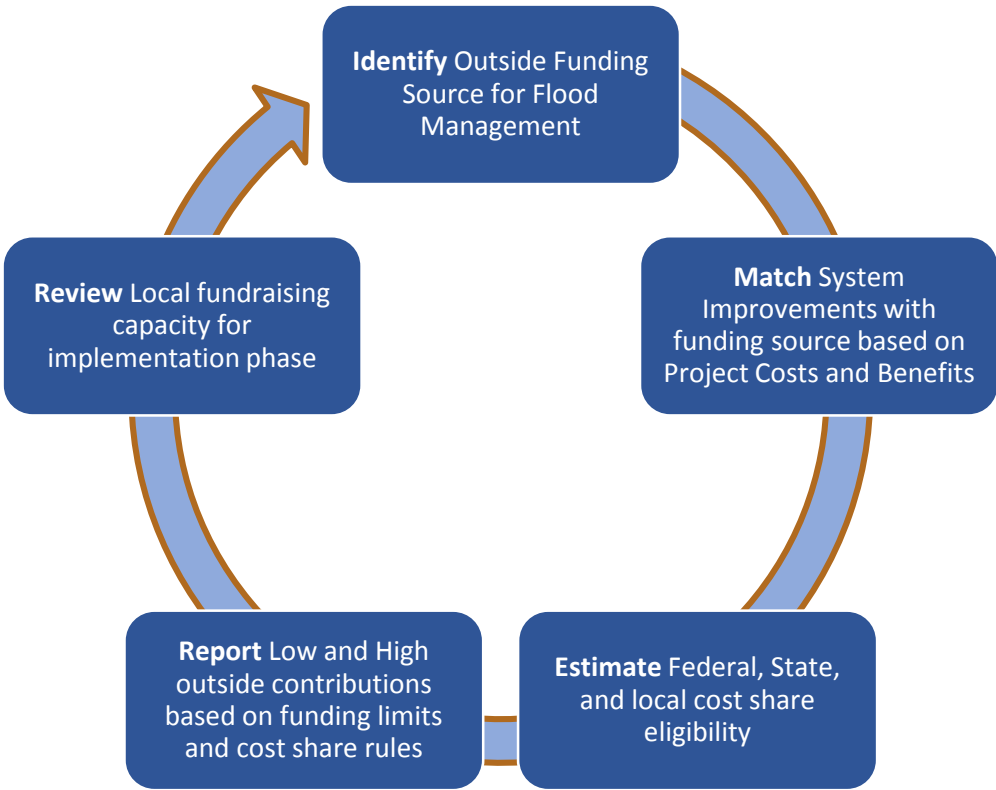 Identify Outside Funding
Source for Flood
Management
Match System
Improvements with
funding source based on
Project Costs and Benefits
Estimate Federal, State,
and local cost share
eligibility
Report Low and High
outside contributions
based on funding limits
and cost share rules
Review Local fundraising
capacity for
implementation phase